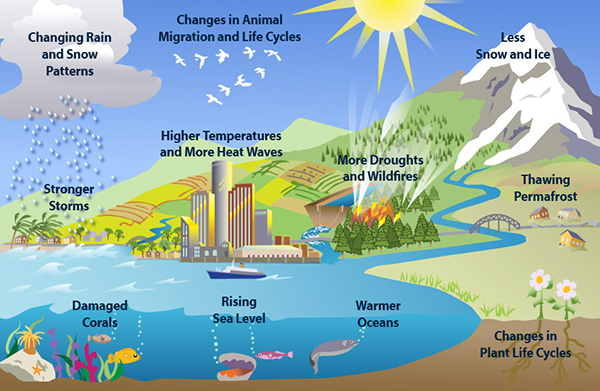 Changing Rain
and Snow
Patterns
Changes in Animal
Migration and Life Cycles
Less
Snow and Ice
Higher Temperatures
and More Heat Waves
More Droughts
and Wildfires
Stronger
Storms
Thawing
Permafrost
Damaged
Corals
Rising
Sea Level
Warmer
Oceans
Changes in
Plant Life Cycles